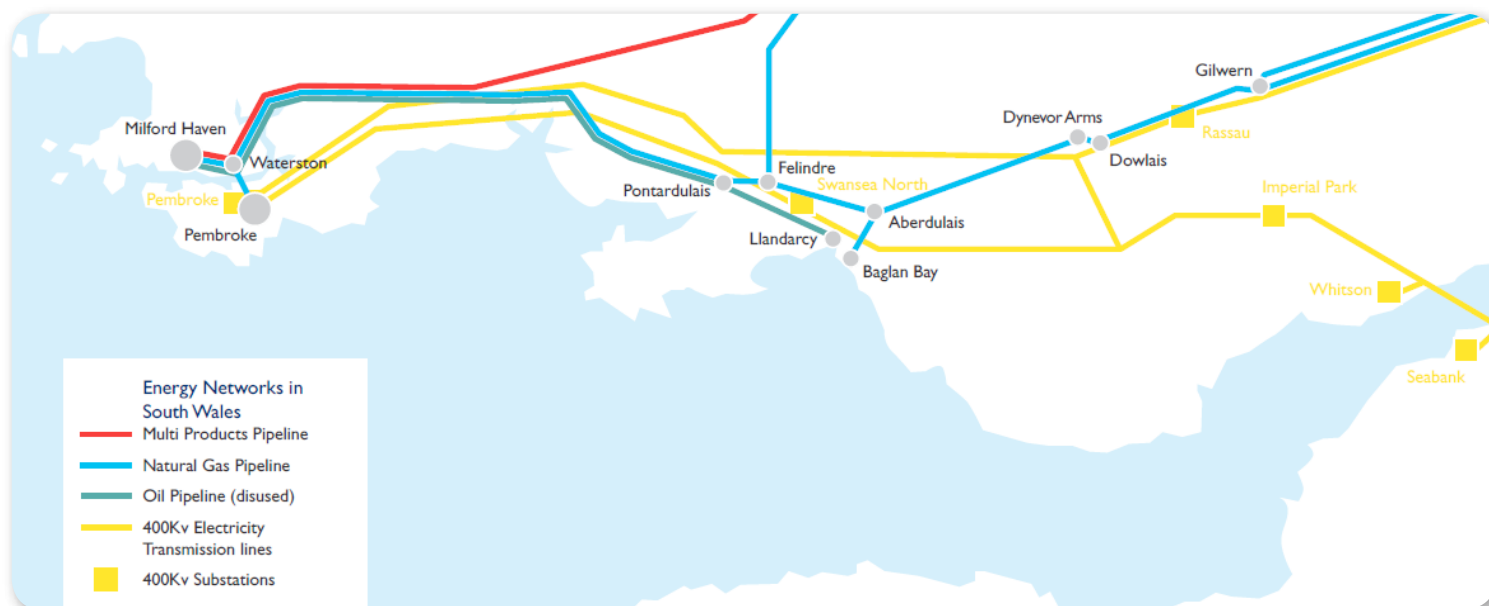 Gilwern
Dynevor Arms
Milford Haven
Rassau
Waterston
Dowlais
Felindre
Pembroke
Pontardulais
Swansea North
Imperial Park
Pembroke
Aberdulais
Llandarcy
Baglan Bay
Whitson
Seabank
Energy Networks in
South Wales
Multi Products Pipeline
Natural Gas Pipeline
Oil Pipeline (disused)
400Kv Electricity
Transmission lines
400Kv Substations